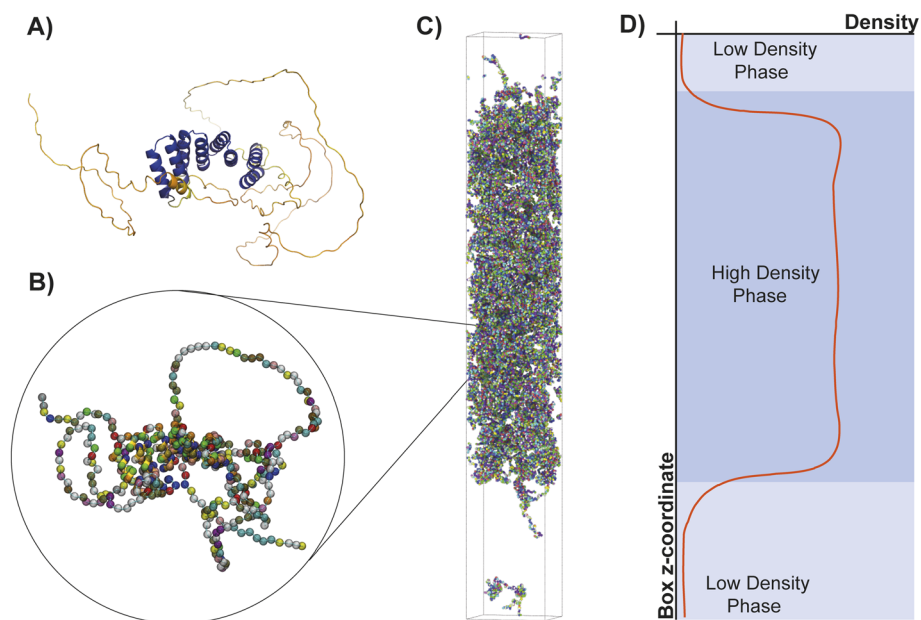 A)
B)
C)
D)
Density
Low Density
Phase
High Density
Phase
Low Density
Phase
Box z-coordinate